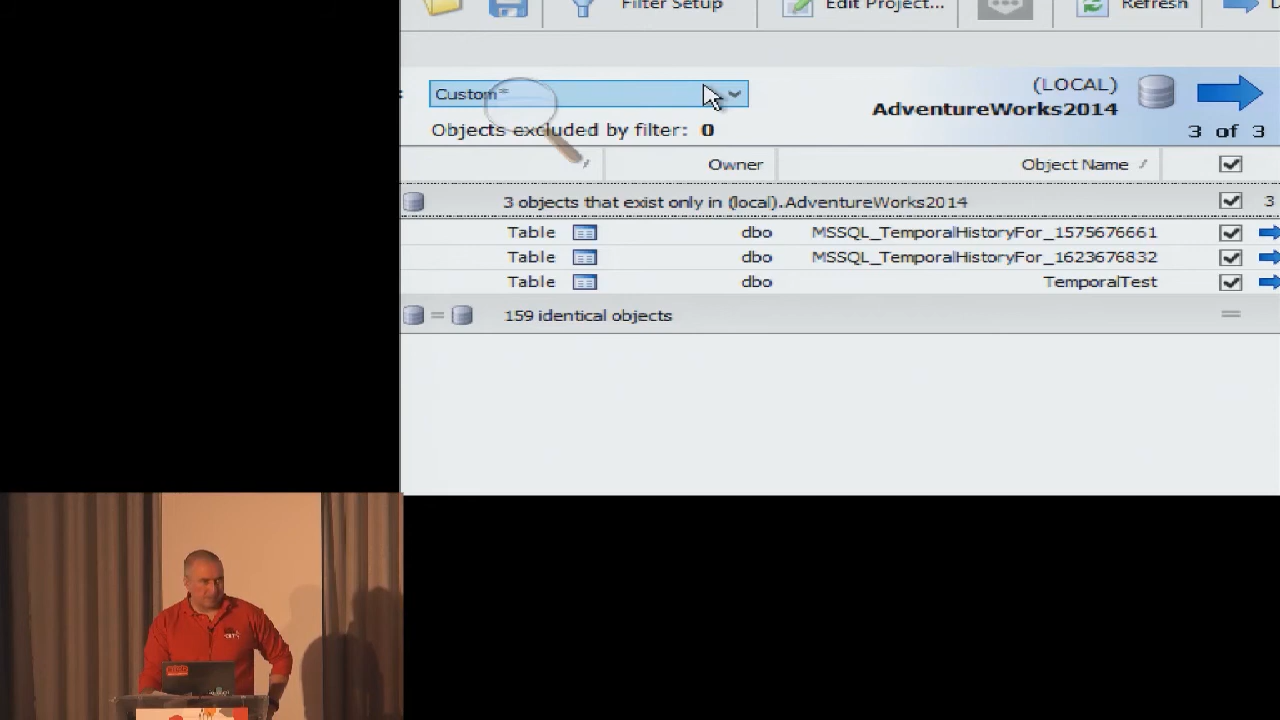 Filter Setup
Edit Project...
Refresh
Custom*
(LOCAL)
AdventureWorks2014
Objects excluded by filter: 0
3 of 3
Owner
Object Name
3 objects that exist only in (local).AdventureWorks2014
3
Table dbo MSSQL_TemporalHistoryFor_1575676661
Table dbo MSSQL_TemporalHistoryFor_1623676832
Table dbo TemporalTest
159 identical objects